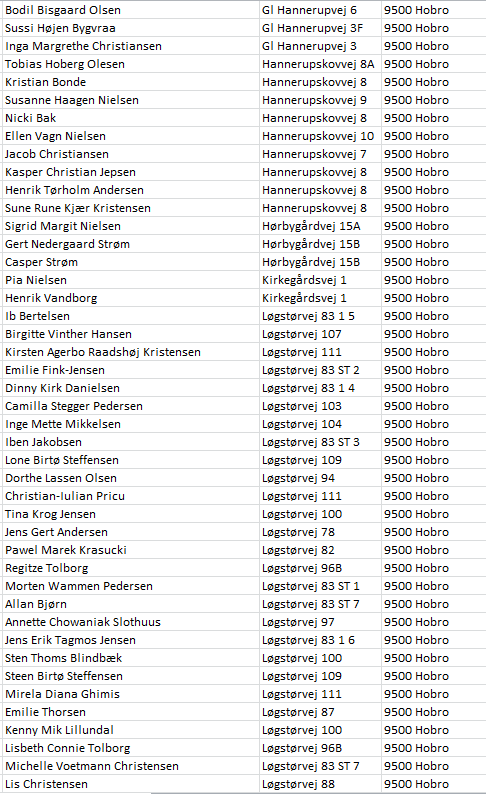 Bodil Bisgaard Olsen Gl Hannerupvej 6 9500 Hobro
Sussi Højen Bygvraa Gl Hannerupvej 3F 9500 Hobro
Inga Margrethe Christiansen Gl Hannerupvej 3 9500 Hobro
Tobias Hoberg Olesen Hannerupskovvej 8A 9500 Hobro
Kristian Bonde Hannerupskovvej 8 9500 Hobro
Susanne Haagen Nielsen Hannerupskovvej 9 9500 Hobro
Nicki Bak Hannerupskovvej 8 9500 Hobro
Ellen Vagn Nielsen Hannerupskovvej 10 9500 Hobro
Jacob Christiansen Hannerupskovvej 7 9500 Hobro
Kasper Christian Jepsen Hannerupskovvej 8 9500 Hobro
Henrik Tørholm Andersen Hannerupskovvej 8 9500 Hobro
Sune Rune Kjær Kristensen Hannerupskovvej 8 9500 Hobro
Sigrid Margit Nielsen Hørbygårdvej 15A 9500 Hobro
Gert Nedergaard Strøm Hørbygårdvej 15B 9500 Hobro
Casper Strøm Hørbygårdvej 15B 9500 Hobro
Pia Nielsen Kirkegårdsvej 1 9500 Hobro
Henrik Vandborg Kirkegårdsvej 1 9500 Hobro
Ib Bertelsen Løgstørvej 83 1 5 9500 Hobro
Birgitte Vinther Hansen Løgstørvej 107 9500 Hobro
Kirsten Agerbo Raadshøj Kristensen Løgstørvej 111 9500 Hobro
Emilie Fink-Jensen Løgstørvej 83 ST 2 9500 Hobro
Dinny Kirk Danielsen Løgstørvej 83 1 4 9500 Hobro
Camilla Stegger Pedersen Løgstørvej 103 9500 Hobro
Inge Mette Mikkelsen Løgstørvej 104 9500 Hobro
Iben Jakobsen Løgstørvej 83 ST 3 9500 Hobro
Lone Birtø Steffensen Løgstørvej 109 9500 Hobro
Dorthe Lassen Olsen Løgstørvej 94 9500 Hobro
Christian-Iulian Pricu Løgstørvej 111 9500 Hobro
Tina Krog Jensen Løgstørvej 100 9500 Hobro
Jens Gert Andersen Løgstørvej 78 9500 Hobro
Pawel Marek Krasucki Løgstørvej 82 9500 Hobro
Regitze Tolborg Løgstørvej 96B 9500 Hobro
Morten Wammen Pedersen Løgstørvej 83 ST 1 9500 Hobro
Allan Bjørn Løgstørvej 83 ST 7 9500 Hobro
Annette Chowaniak Slothuus Løgstørvej 97 9500 Hobro
Jens Erik Tagmos Jensen Løgstørvej 83 1 6 9500 Hobro
Sten Thoms Blindbæk Løgstørvej 100 9500 Hobro
Steen Birtø Steffensen Løgstørvej 109 9500 Hobro
Mirela Diana Ghimis Løgstørvej 111 9500 Hobro
Emilie Thorsen Løgstørvej 87 9500 Hobro
Kenny Mik Lillundal Løgstørvej 100 9500 Hobro
Lisbeth Connie Tolborg Løgstørvej 96B 9500 Hobro
Michelle Voetmann Christensen Løgstørvej 83 ST 7 9500 Hobro
Lis Christensen Løgstørvej 88 9500 Hobro